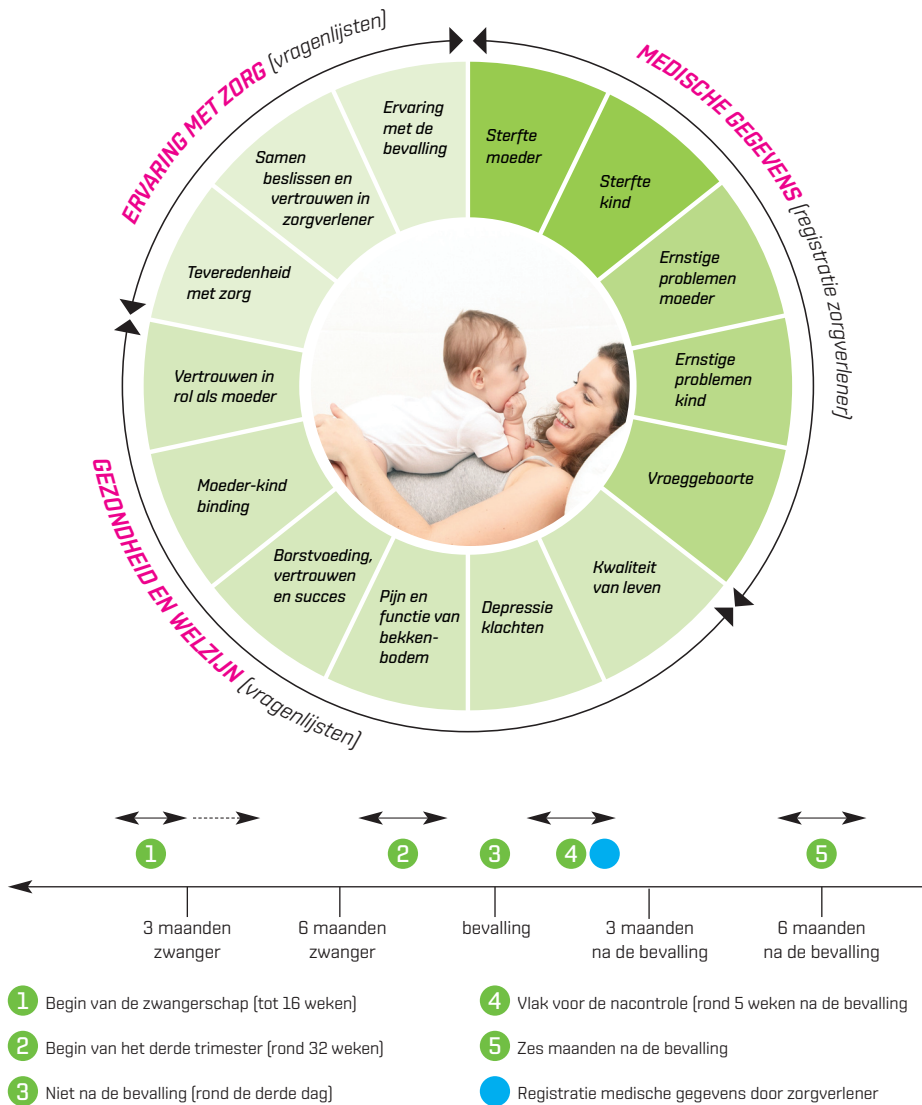 ERVARING MET ZORG (vragenlijsten)
MEDISCHE GEGEVENS (registratie zorgverlener)
GEZONDHEID EN WELZIJN (vragenlijsten)
Sterfte
moeder
Sterfte
kind
Ernstige
problemen
moeder
Ernstige
problemen
kind
Vroeggeboorte
Kwaliteit
van leven
Depressie
klachten
Pijn en
functie van
bekken-
bodem
Borstvoeding,
vertrouwen
en succes
Moeder-kind
binding
Vertrouwen in
rol als moeder
Teveredenheid
met zorg
Samen
beslissen en
vertrouwen in
zorgverlener
Ervaring
met de
bevalling
1 2 3 4 5
3 maanden
zwanger
6 maanden
zwanger
bevalling
3 maanden
na de bevalling
6 maanden
na de bevalling
1 Begin van de zwangerschap (tot 16 weken)
2 Begin van het derde trimester (rond 32 weken)
3 Niet na de bevalling (rond de derde dag)
4 Vlak voor de nacontrole (rond 5 weken na de bevalling
5 Zes maanden na de bevalling
Registratie medische gegevens door zorgverlener